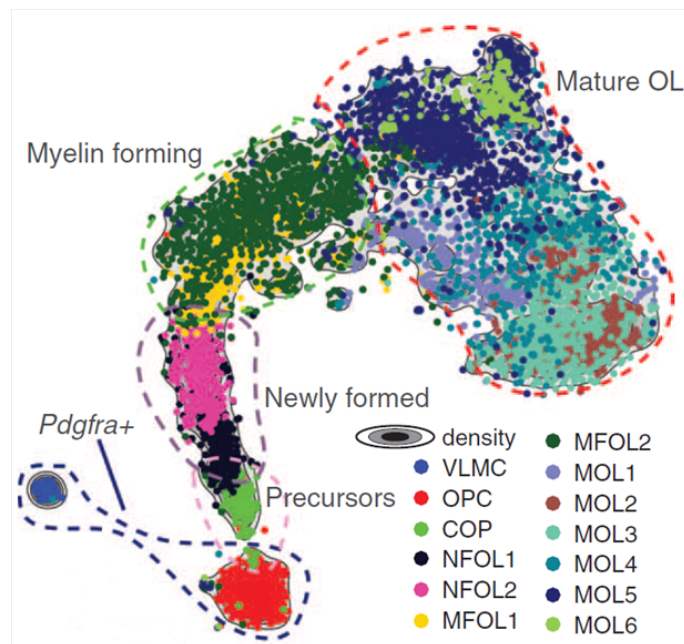 Mature OL
Myelin forming
Newly formed
Pdgfra+
Precursors
density
VLMC
OPC
COP
NFOL1
NFOL2
MFOL1
MFOL2
MOL1
MOL2
MOL3
MOL4
MOL5
MOL6